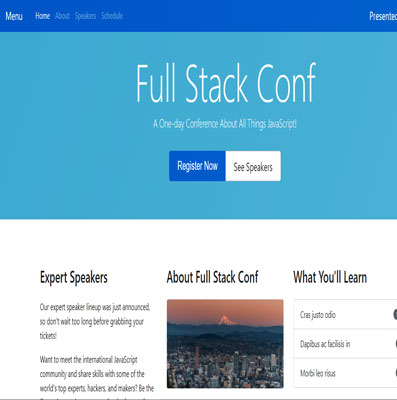 Menu Home About Speakers Schedule Presented
Full Stack Conf
A One-day Conference About All Things JavaScript!
Register Now See Speakers
Expert Speakers
Our expert speaker lineup was just announced,
so don't wait too long before grabbing your
tickets!
Want to meet the international JavaScript
community and share skills with some of the
world's top experts, hackers, and makers? Be the
About Full Stack Conf
What You'll Learn
Cras justo odio
Dapibus ac facilisis in
Morbi leo risus